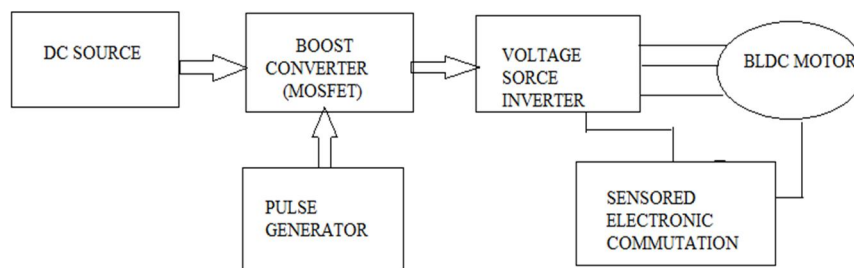 DC SOURCE
BOOST
CONVERTER
(MOSFET)
VOLTAGE
SORCE
INVERTER
BLDC MOTOR
PULSE
GENERATOR
SENSORED
ELECTRONIC
COMMUTATION